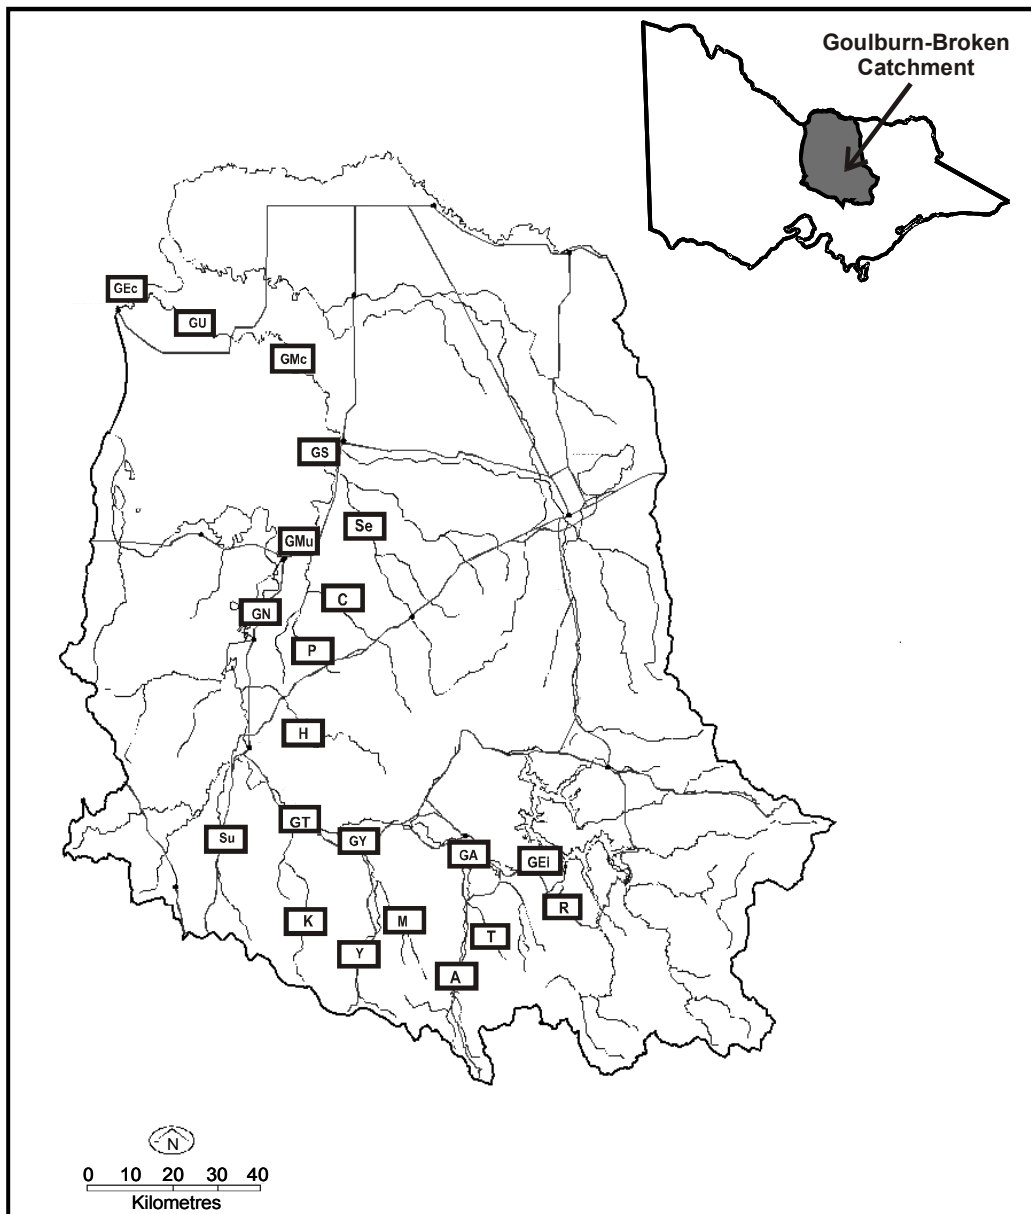 Goulburn-Broken
Catchment
GEc
GU
GMc
GS
Se
GMu
C
GN
P
H
GT
Su
GY
GA
GEi
R
K
M
T
Y
A
N
0 10 20 30 40
Kilometres